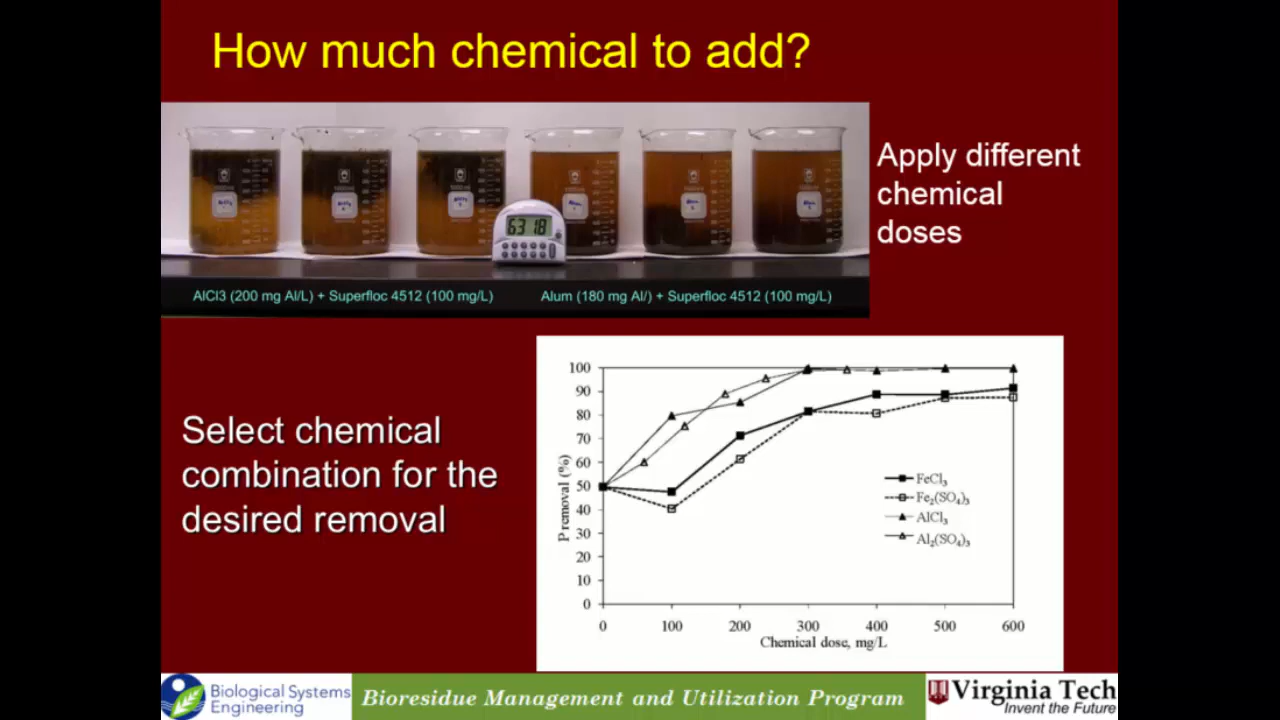 How much chemical to add?
Apply different
chemical
doses
63 18
AlCl3 (200 mg Al/L) + Superfloc 4512 (100 mg/L)
Alum (180 mg Al/) + Superfloc 4512 (100 mg/L)
Select chemical
combination for the
desired removal
P removal (%)
100
90
80
70
60
50
40
30
20
10
0
FeCl3
Fe2(SO4)3
AlCl3
Al2(SO4)3
0 100 200 300 400 500 600
Chemical dose, mg/L
Biological Systems
Engineering
Bioresidue Management and Utilization Program
Virginia Tech
Invent the Future